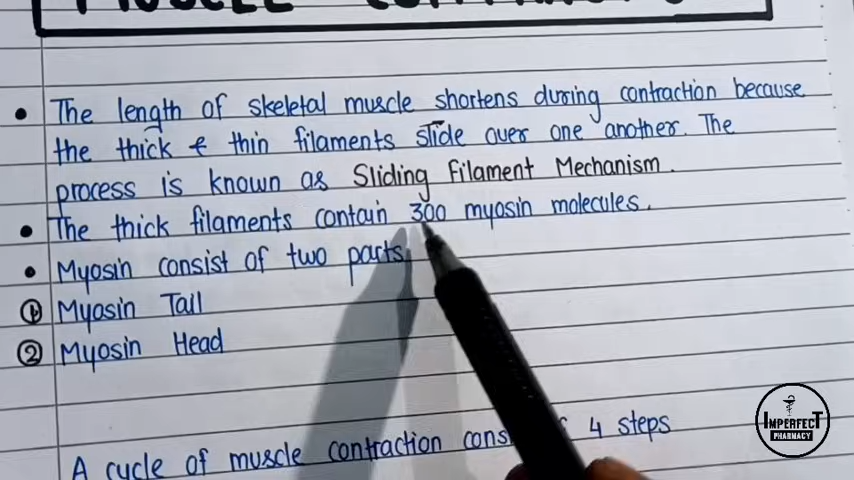 MUSCLE
• The length of skeletal muscle shortens during contraction because
the thick & thin filaments slide over one another. The
process is known as Sliding Filament Mechanism.
• The thick filaments contain 300 myosin molecules.
• Myosin consist of two parts
① Myosin Tail
② Myosin Head
A cycle of muscle contraction 4 steps
IMPERFECT
PHARMACY